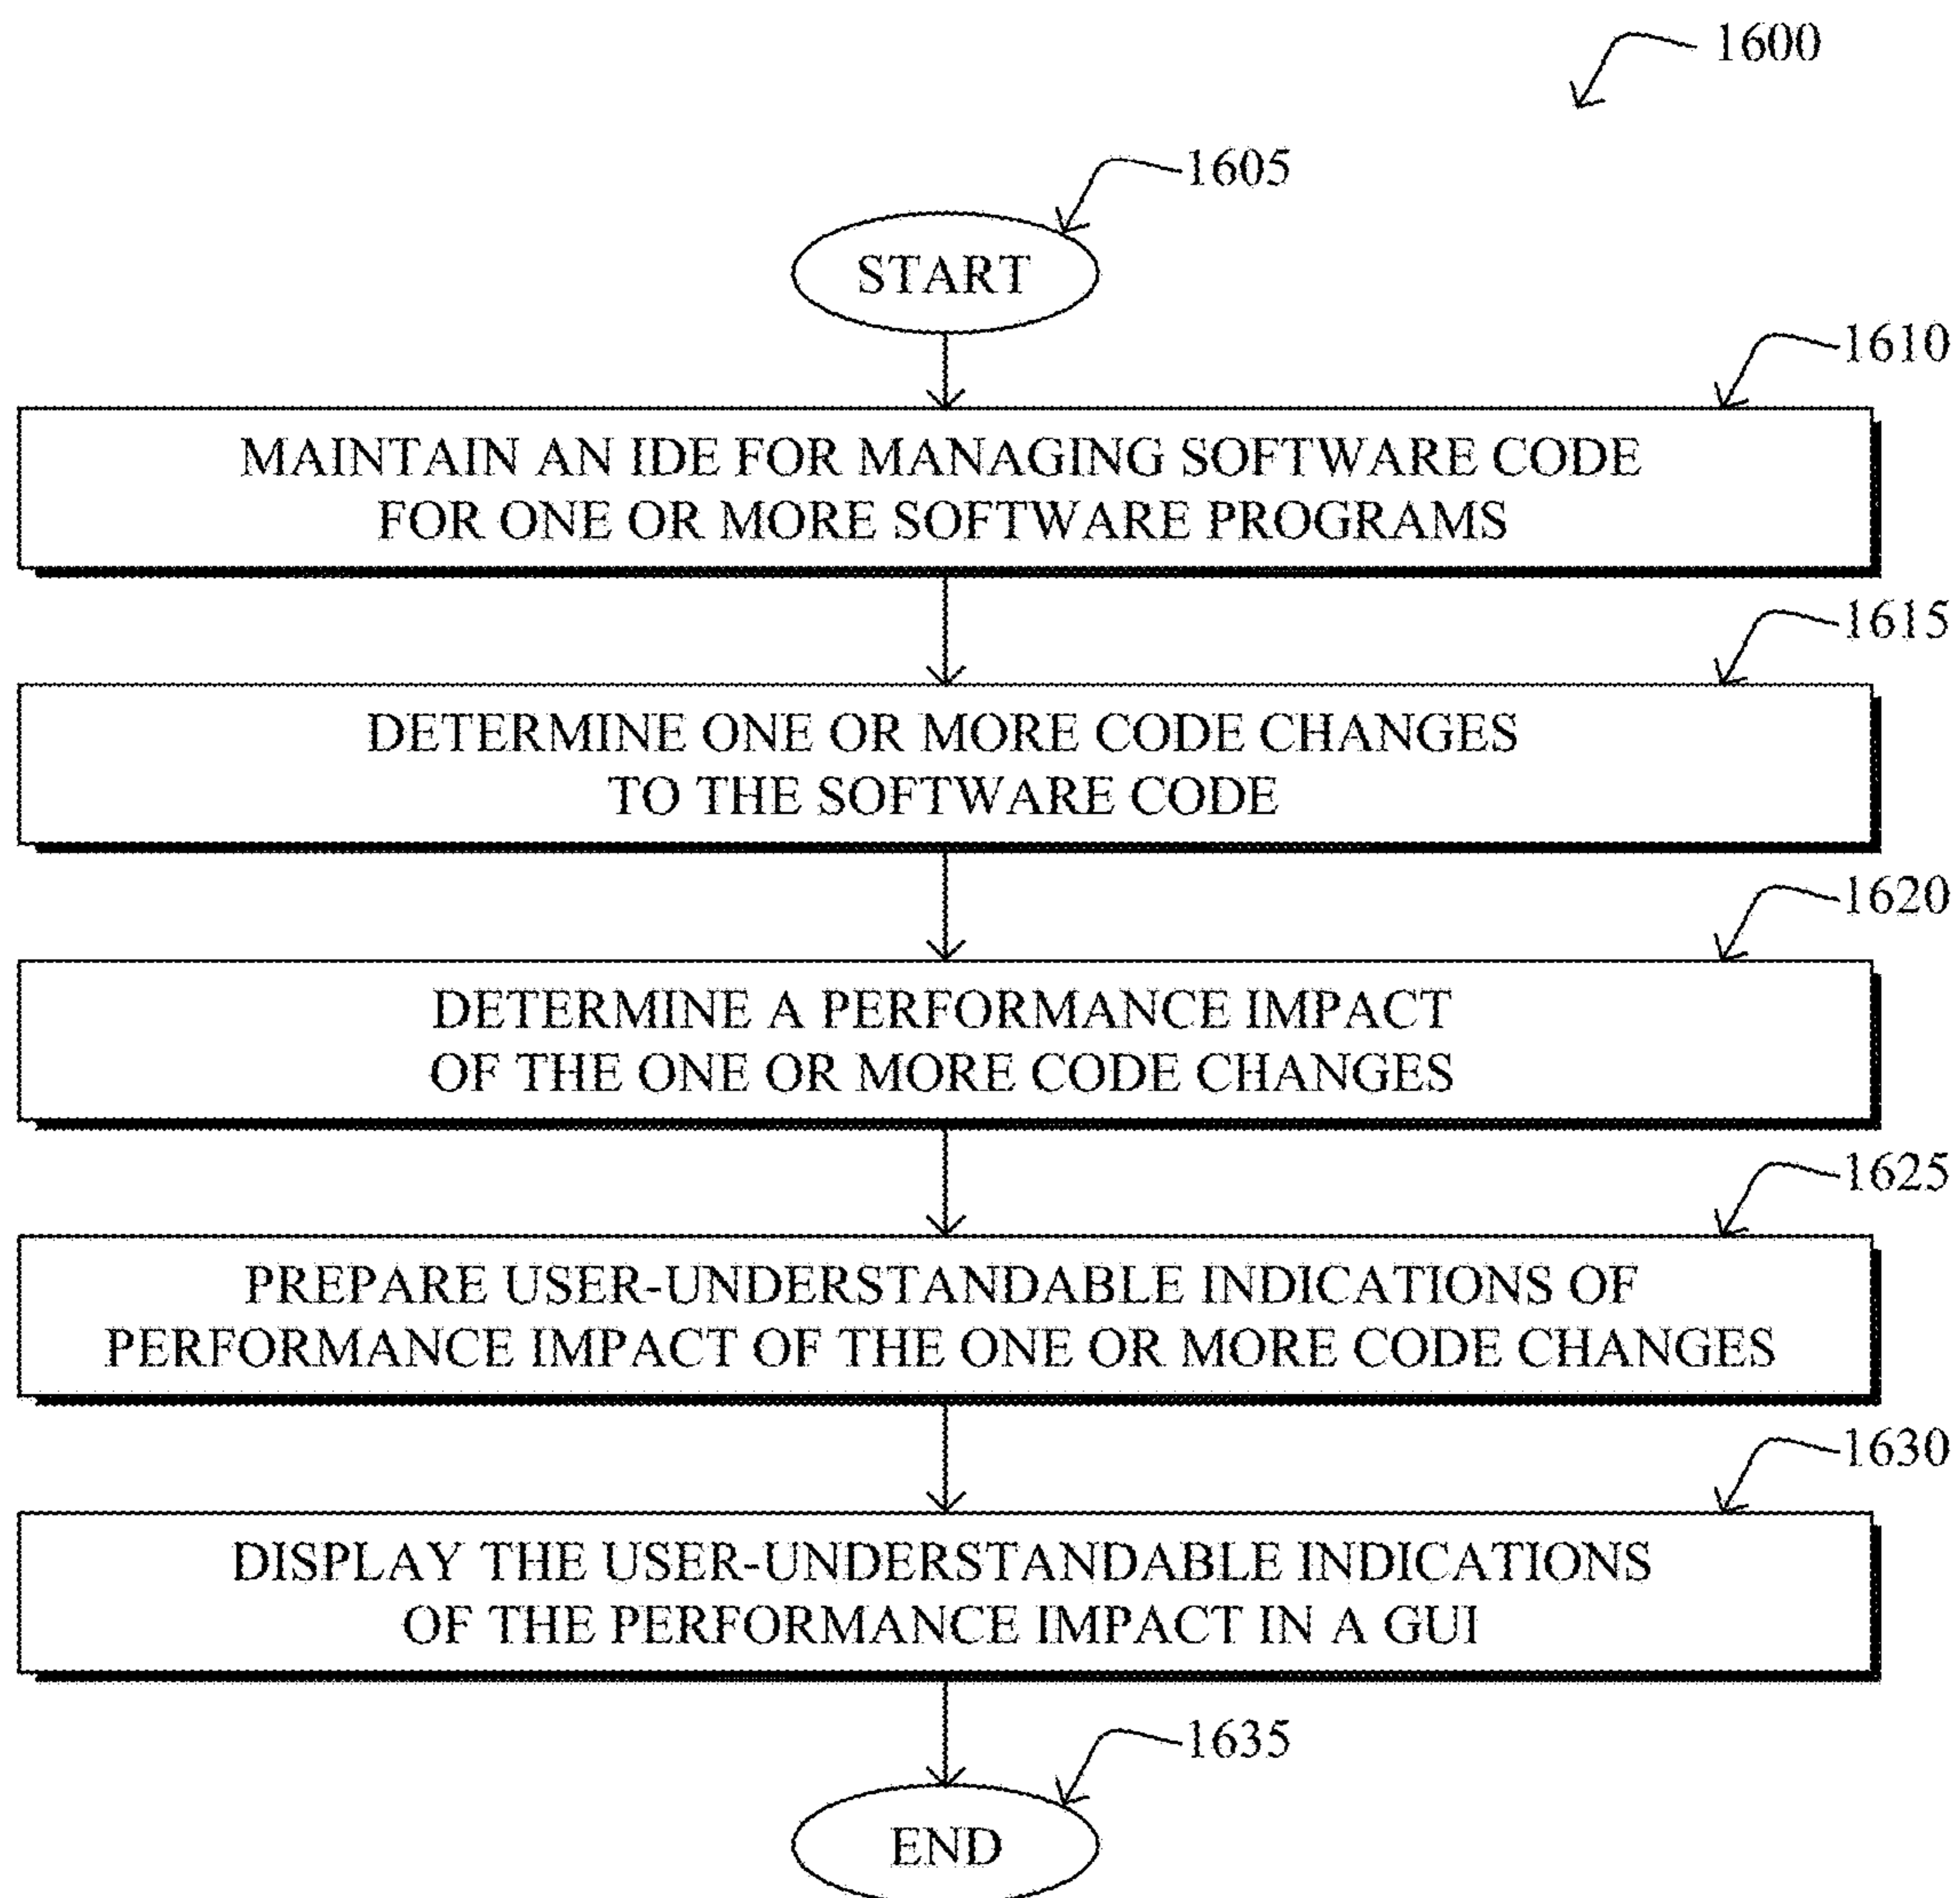 1600
1605
START
1610
MAINTAIN AN IDE FOR MANAGING SOFTWARE CODE
FOR ONE OR MORE SOFTWARE PROGRAMS
1615
DETERMINE ONE OR MORE CODE CHANGES
TO THE SOFTWARE CODE
1620
DETERMINE A PERFORMANCE IMPACT
OF THE ONE OR MORE CODE CHANGES
1625
PREPARE USER-UNDERSTANDABLE INDICATIONS OF
PERFORMANCE IMPACT OF THE ONE OR MORE CODE CHANGES
1630
DISPLAY THE USER-UNDERSTANDABLE INDICATIONS
OF THE PERFORMANCE IMPACT IN A GUI
1635
END